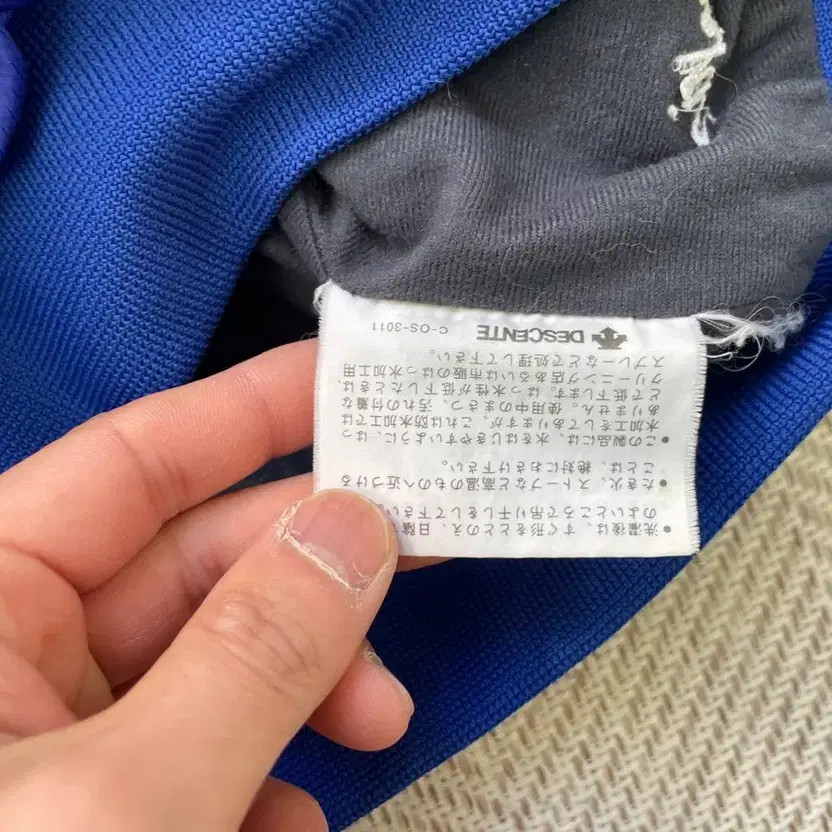 ●洗濯後は、すぐ形をととのえ、日陰
のよいところで吊り干しをして下さい。
●たき火、ストーブなど高温のものへ近づける
ことは、絶対におさけ下さい。
●この製品には、水をはじきやすいように、はっ
水加工をしてありますが、これは防水加工では
ありません。使用中のまさつ、汚れの付着な
どで低下します。はっ水性が低下したときは、
クリーニング店あるいは市販のはっ水加工用
スプレーなどで処理して下さい。
DESCENTE C-OS-3011